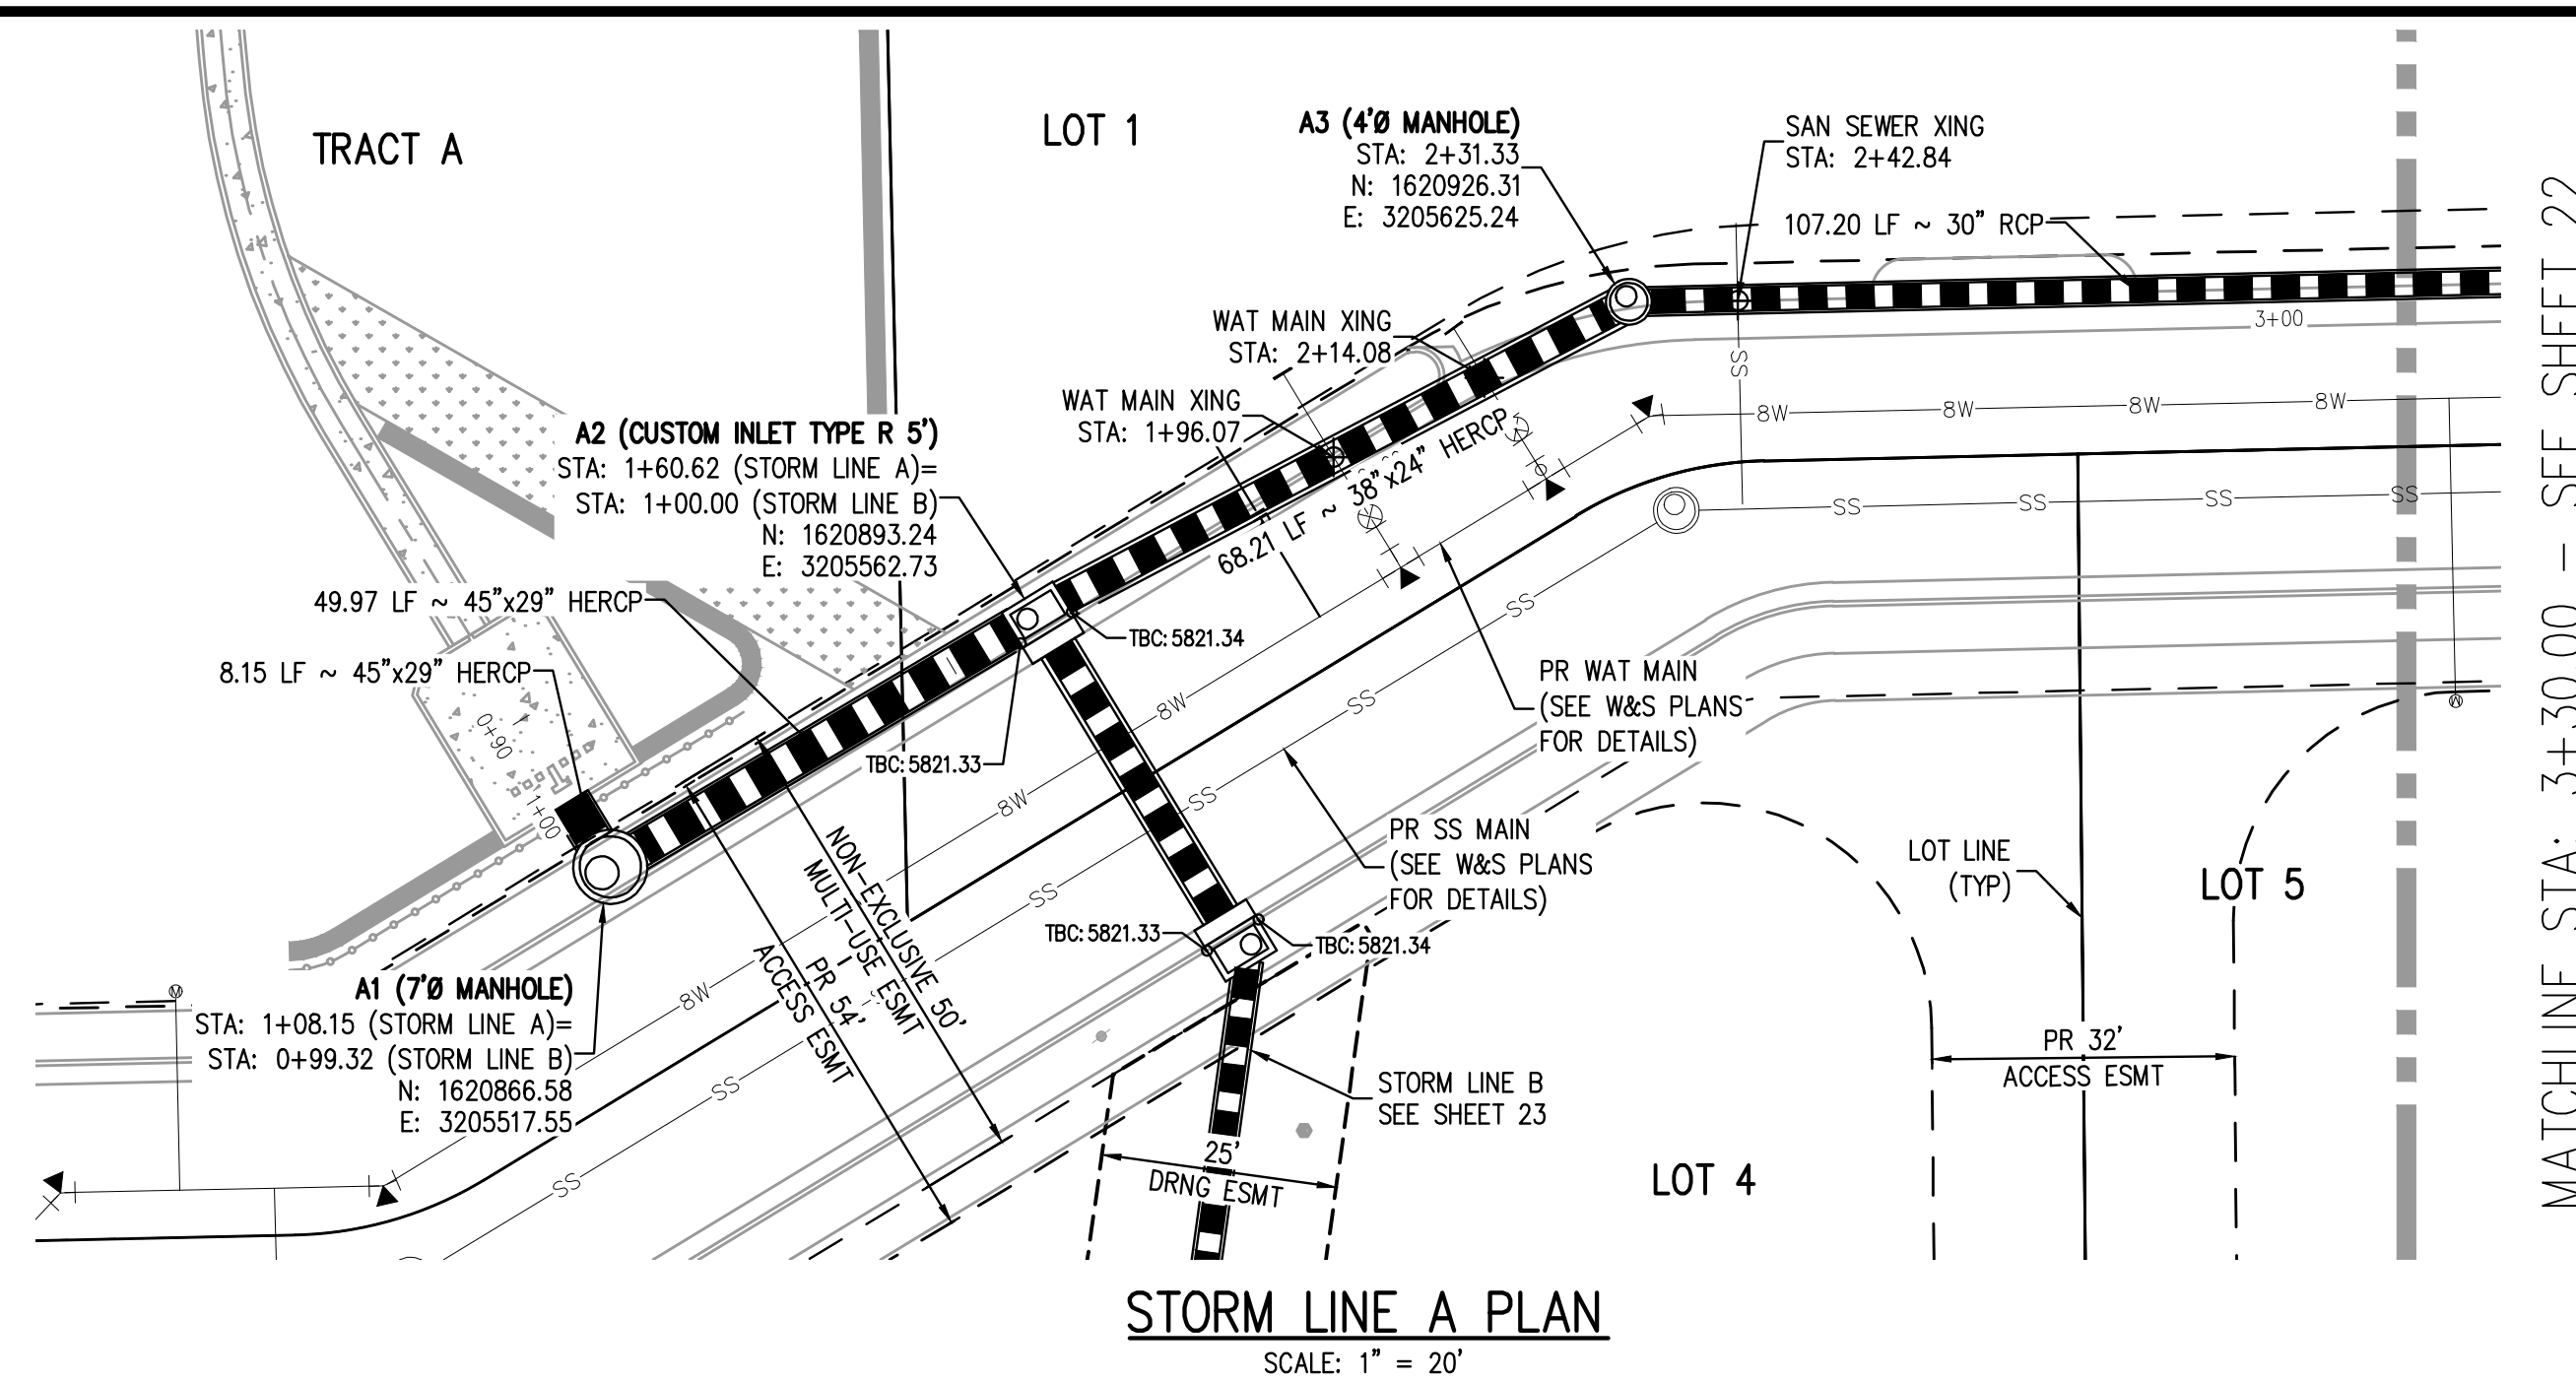 TRACT A
LOT 1
A3 (4'Ø MANHOLE)
STA: 2+31.33
N: 1620926.31
E: 3205625.24
SAN SEWER XING
STA: 2+42.84
107.20 LF ~ 30" RCP
3+00
WAT MAIN XING
STA: 2+14.08
WAT MAIN XING
STA: 1+96.07
68.21 LF ~ 38"x24" HERCP
A2 (CUSTOM INLET TYPE R 5')
STA: 1+60.62 (STORM LINE A)=
STA: 1+00.00 (STORM LINE B)
N: 1620893.24
E: 3205562.73
49.97 LF ~ 45"x29" HERCP
8.15 LF ~ 45"x29" HERCP
TBC: 5821.34
TBC: 5821.33
0+90
1+00
SS
8W
8W
8W
8W
SS
SS
SS
SS
SS
8W
SS
8W
SS
SS
8W
SS
SS
PR WAT MAIN
(SEE W&S PLANS
FOR DETAILS)
PR SS MAIN
(SEE W&S PLANS
FOR DETAILS)
NON-EXCLUSIVE 50'
MULTI-USE ESMT
PR 54'
ACCESS ESMT
TBC: 5821.33
TBC: 5821.34
LOT LINE
(TYP)
LOT 5
A1 (7'Ø MANHOLE)
STA: 1+08.15 (STORM LINE A)=
STA: 0+99.32 (STORM LINE B)
N: 1620866.58
E: 3205517.55
STORM LINE B
SEE SHEET 23
25'
DRNG ESMT
PR 32'
ACCESS ESMT
LOT 4
MATCHLINE STA: 3+30.00 - SEE SHEET 22
STORM LINE A PLAN
SCALE: 1" = 20'